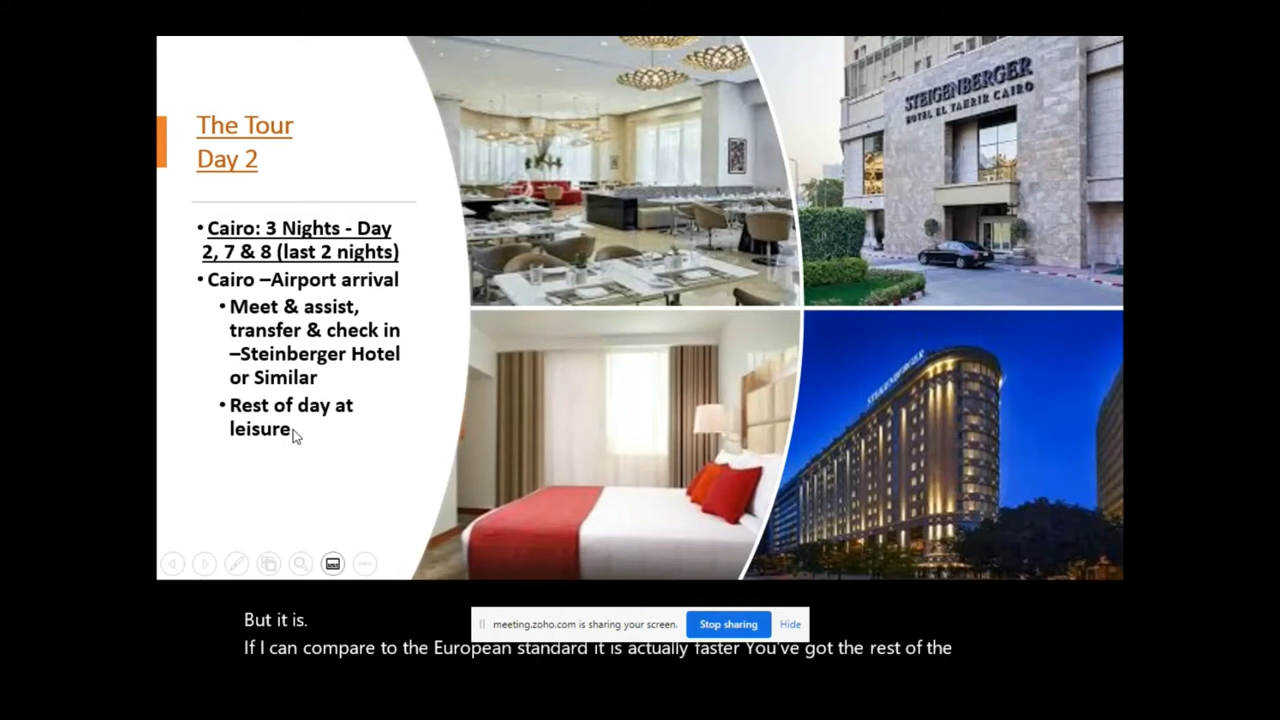 The Tour
Day 2
• Cairo: 3 Nights - Day
2, 7 & 8 (last 2 nights)
• Cairo –Airport arrival
• Meet & assist,
transfer & check in
–Steinberger Hotel
or Similar
• Rest of day at
leisure
STEIGENBERGER
HOTEL EL TAHRIR CAIRO
STEIGENBERGER
But it is.
meeting.zoho.com is sharing your screen.
Stop sharing
Hide
If I can compare to the European standard it is actually faster You've got the rest of the